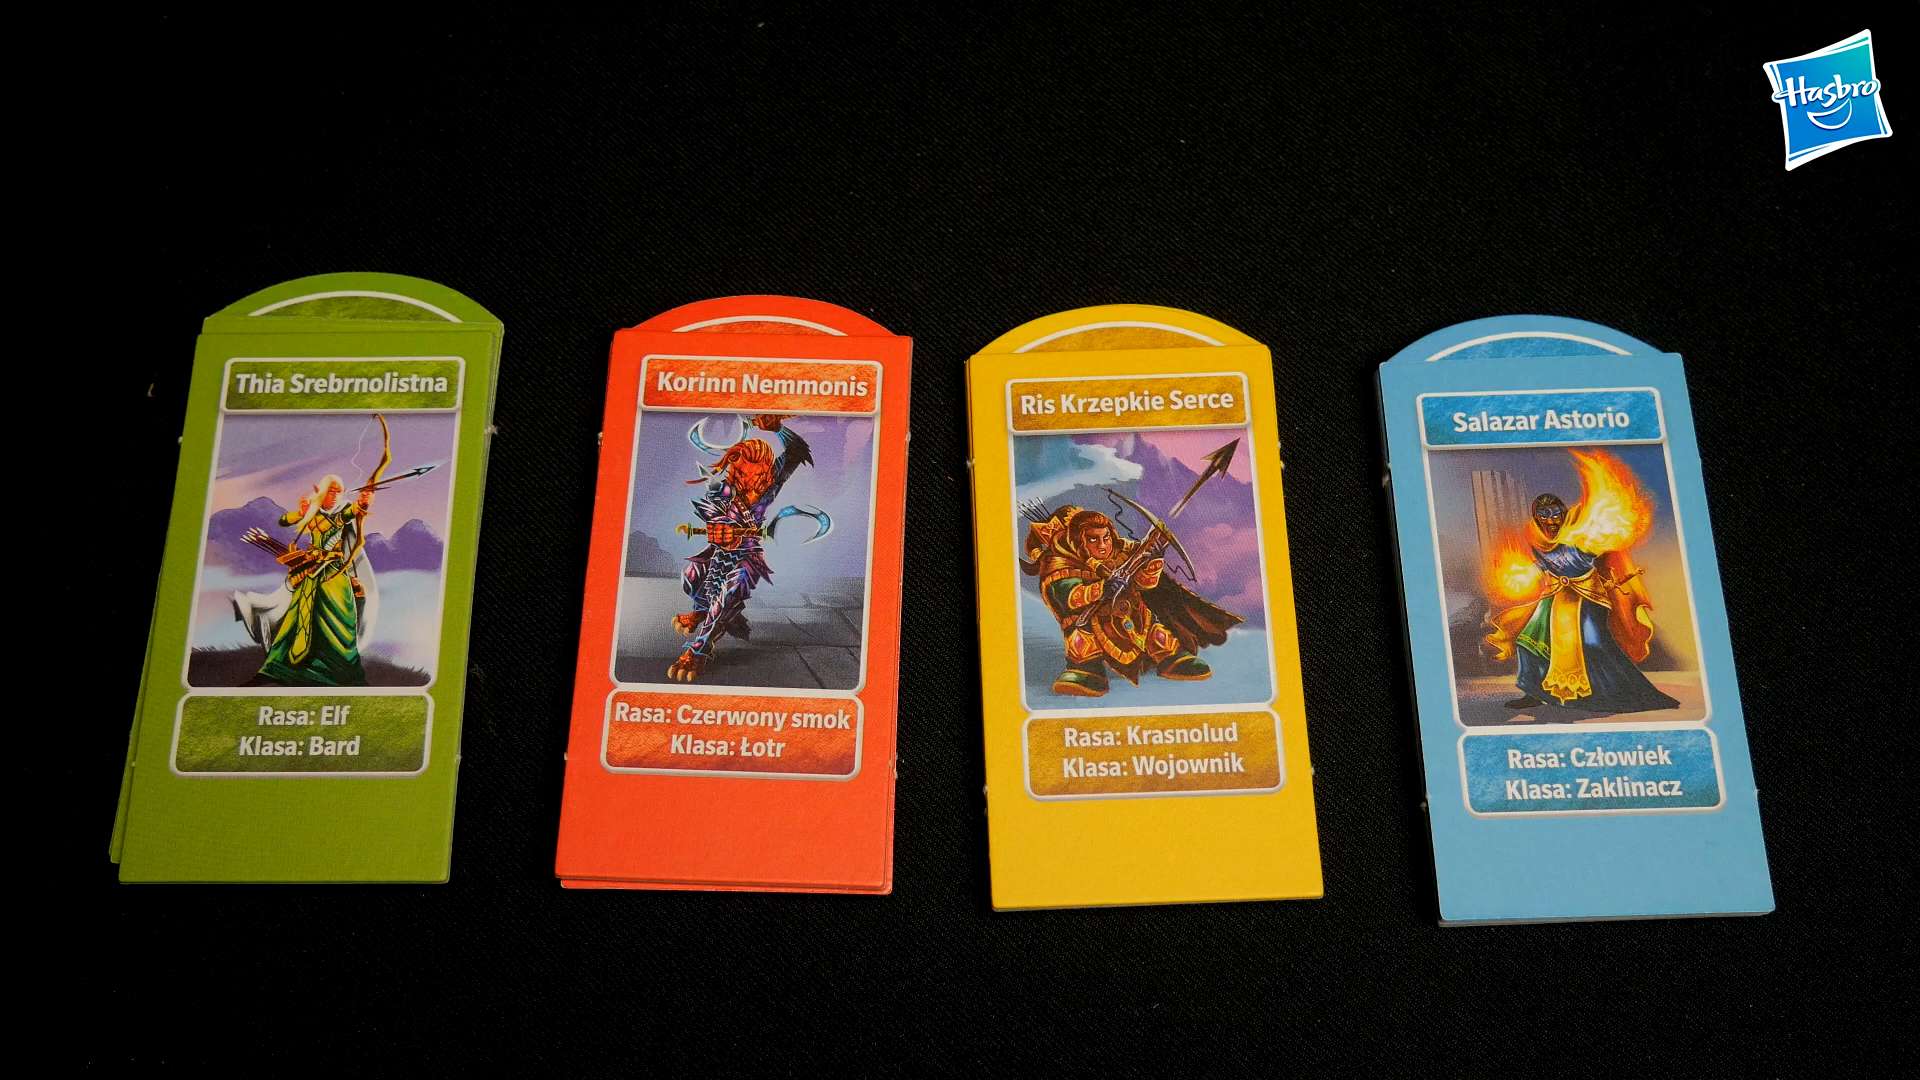 Hasbro
Thia Srebrnolistna
Rasa: Elf
Klasa: Bard
Korinn Nemmonis
Rasa: Czerwony smok
Klasa: Łotr
Ris Krzepkie Serce
Rasa: Krasnolud
Klasa: Wojownik
Salazar Astorio
Rasa: Człowiek
Klasa: Zaklinacz